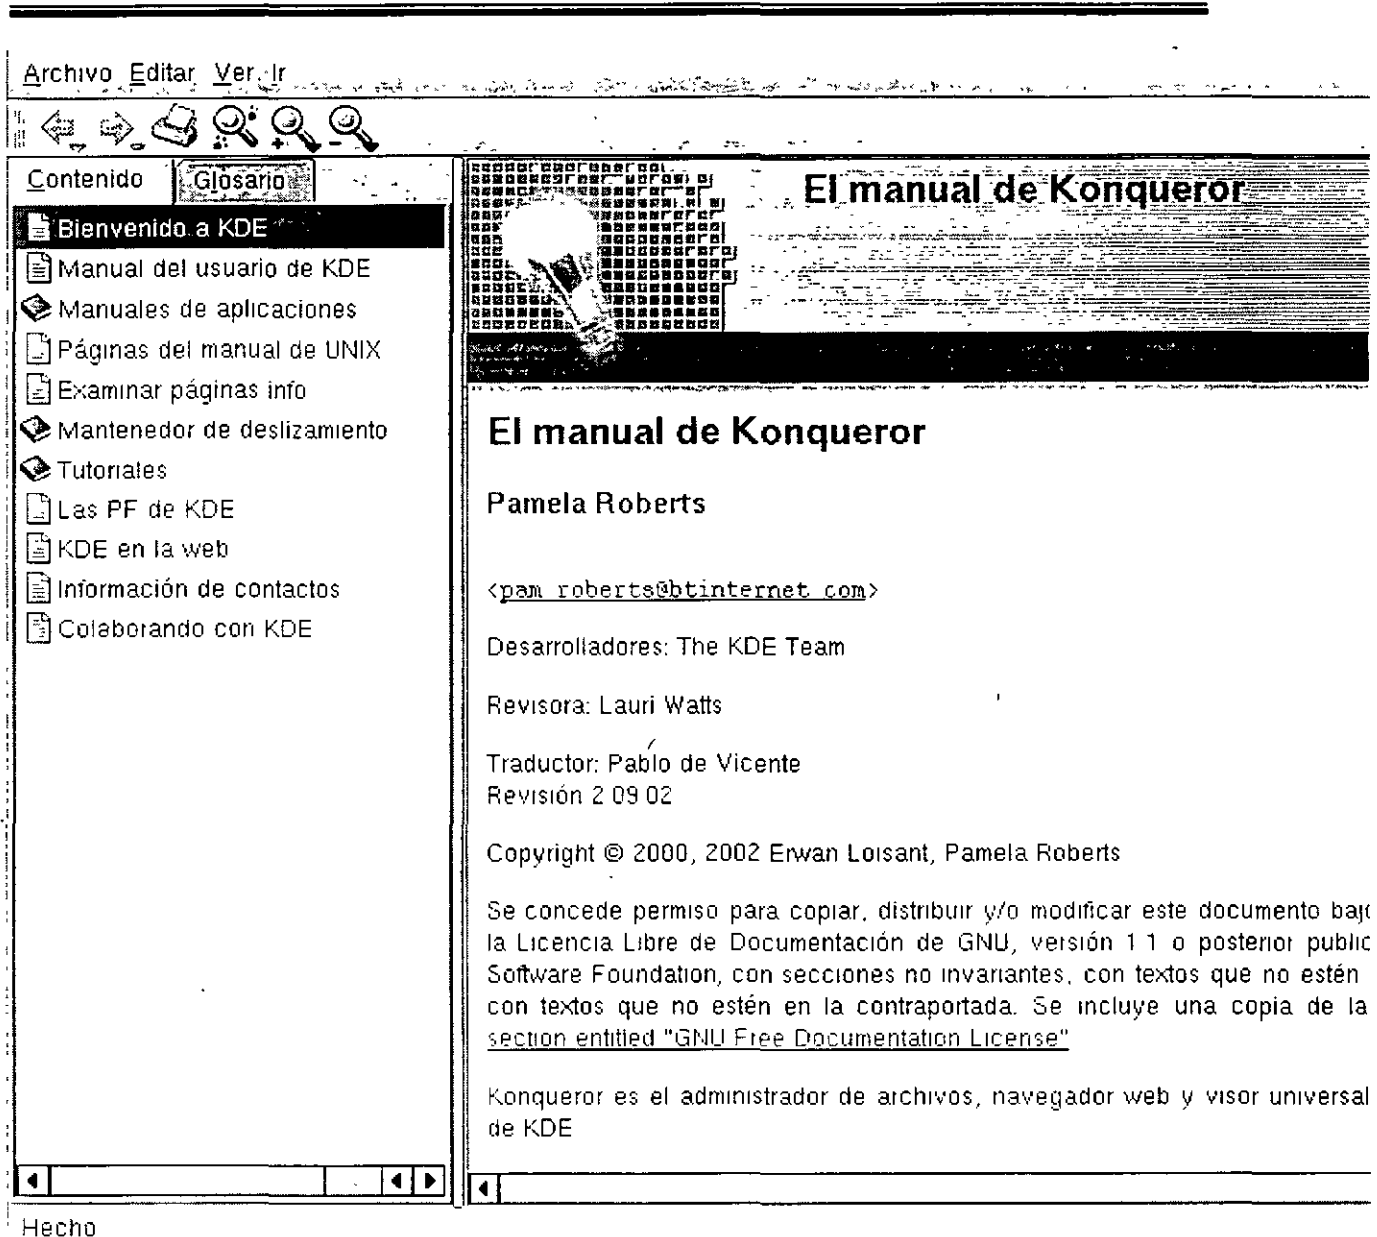 Archivo Editar Ver Ir
Contenido Glosario
Bienvenido a KDE
Manual del usuario de KDE
Manuales de aplicaciones
Páginas del manual de UNIX
Examinar páginas info
Mantenedor de deslizamiento
Tutoriales
Las PF de KDE
KDE en la web
Información de contactos
Colaborando con KDE
El manual de Konqueror
El manual de Konqueror
Pamela Roberts
<pam roberts@btinternet com>
Desarrolladores: The KDE Team
Revisora: Lauri Watts
Traductor: Pablo de Vicente
Revisión 2 09 02
Copyright © 2000, 2002 Erwan Loisant, Pamela Roberts
Se concede permiso para copiar, distribuir y/o modificar este documento bajo
la Licencia Libre de Documentación de GNU, versión 1 1 o posterior public
Software Foundation, con secciones no invariantes, con textos que no estén
con textos que no estén en la contraportada. Se incluye una copia de la
section entitled "GNU Free Documentation License"
Konqueror es el administrador de archivos, navegador web y visor universal
de KDE
Hecho